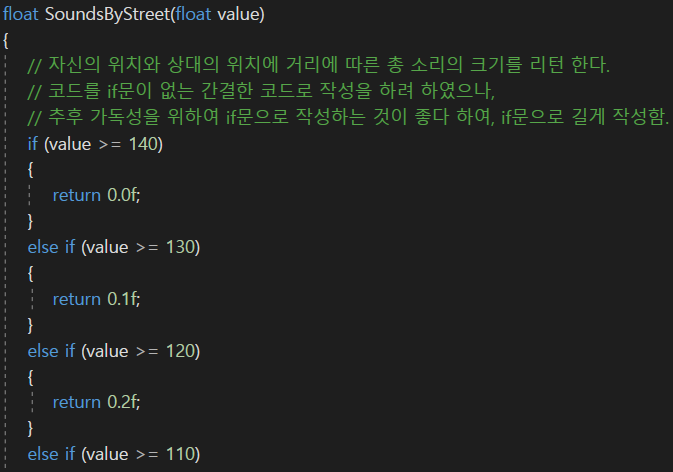 float SoundsByStreet(float value)
{
// 자신의 위치와 상대의 위치에 거리에 따른 총 소리의 크기를 리턴 한다.
// 코드를 if문이 없는 간결한 코드로 작성을 하려 하였으나,
// 추후 가독성을 위하여 if문으로 작성하는 것이 좋다 하여, if문으로 길게 작성함.
if (value >= 140)
{
return 0.0f;
}
else if (value >= 130)
{
return 0.1f;
}
else if (value >= 120)
{
return 0.2f;
}
else if (value >= 110)